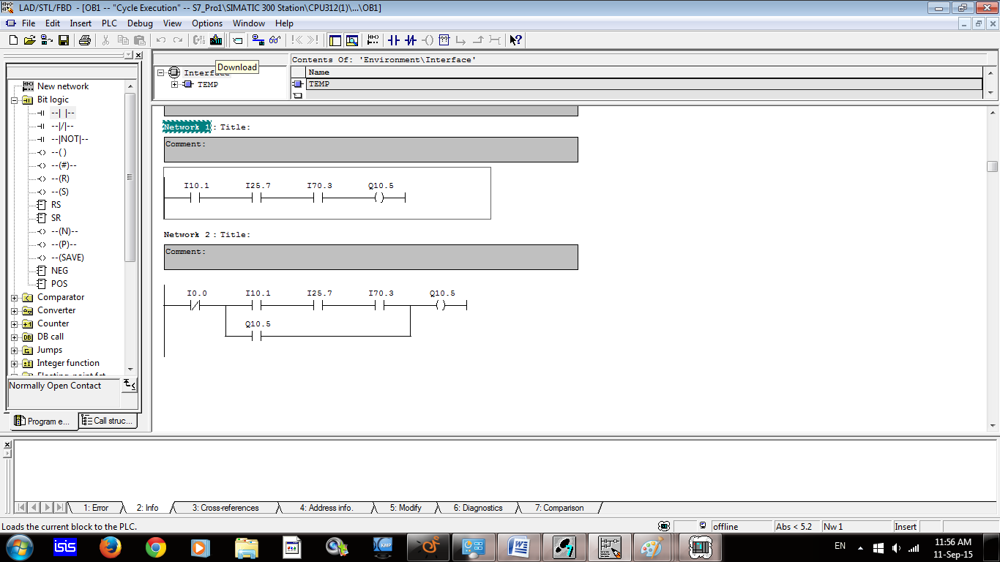 LAD/STL/FBD - [OB1 -- "Cycle Execution" -- S7_Pro1\SIMATIC 300 Station\CPU312(1)\...\OB1]
File Edit Insert PLC Debug View Options Window Help
Download
Contents Of: 'Environment\Interface'
Interface
TEMP
Name
TEMP
New network
Bit logic
--| |--
--|/|--
--|NOT|--
--( )
--(#)--
--(R)
--(S)
RS
SR
--(N)--
--(P)--
--(SAVE)
NEG
POS
Comparator
Converter
Counter
DB call
Jumps
Integer function
Normally Open Contact
Program e...
Call struc...
Network 1 : Title:
Comment:
I10.1 I25.7 I70.3 Q10.5
Network 2 : Title:
Comment:
I0.0 I10.1 I25.7 I70.3 Q10.5
Q10.5
1: Error 2: Info 3: Cross-references 4: Address info. 5: Modify 6: Diagnostics 7: Comparison
Loads the current block to the PLC.
offline Abs < 5.2 Nw 1 Insert
isis
KMP
EN
11:56 AM
11-Sep-15